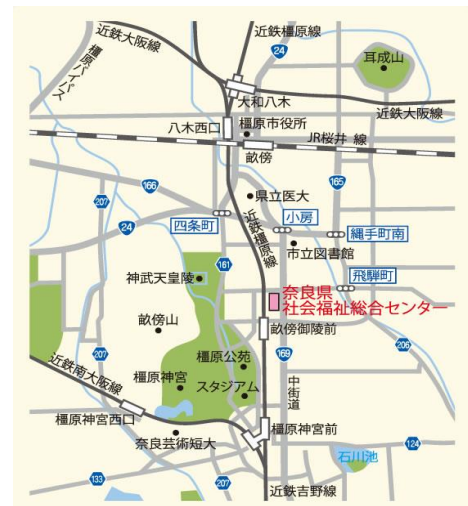 近鉄橿原線
近鉄大阪線
24
耳成山
橿原バイパス
大和八木
近鉄大阪線
八木西口
橿原市役所
JR桜井線
畝傍
166
165
207
県立医大
四条町
小房
24
近鉄橿原線
縄手町南
市立図書館
161
飛騨町
神武天皇陵
奈良県
社会福祉総合センター
畝傍山
畝傍御陵前
206
橿原公苑
169
207
近鉄南大阪線
橿原神宮
スタジアム
中街道
橿原神宮西口
橿原神宮前
奈良芸術短大
124
石川池
133
207
近鉄吉野線